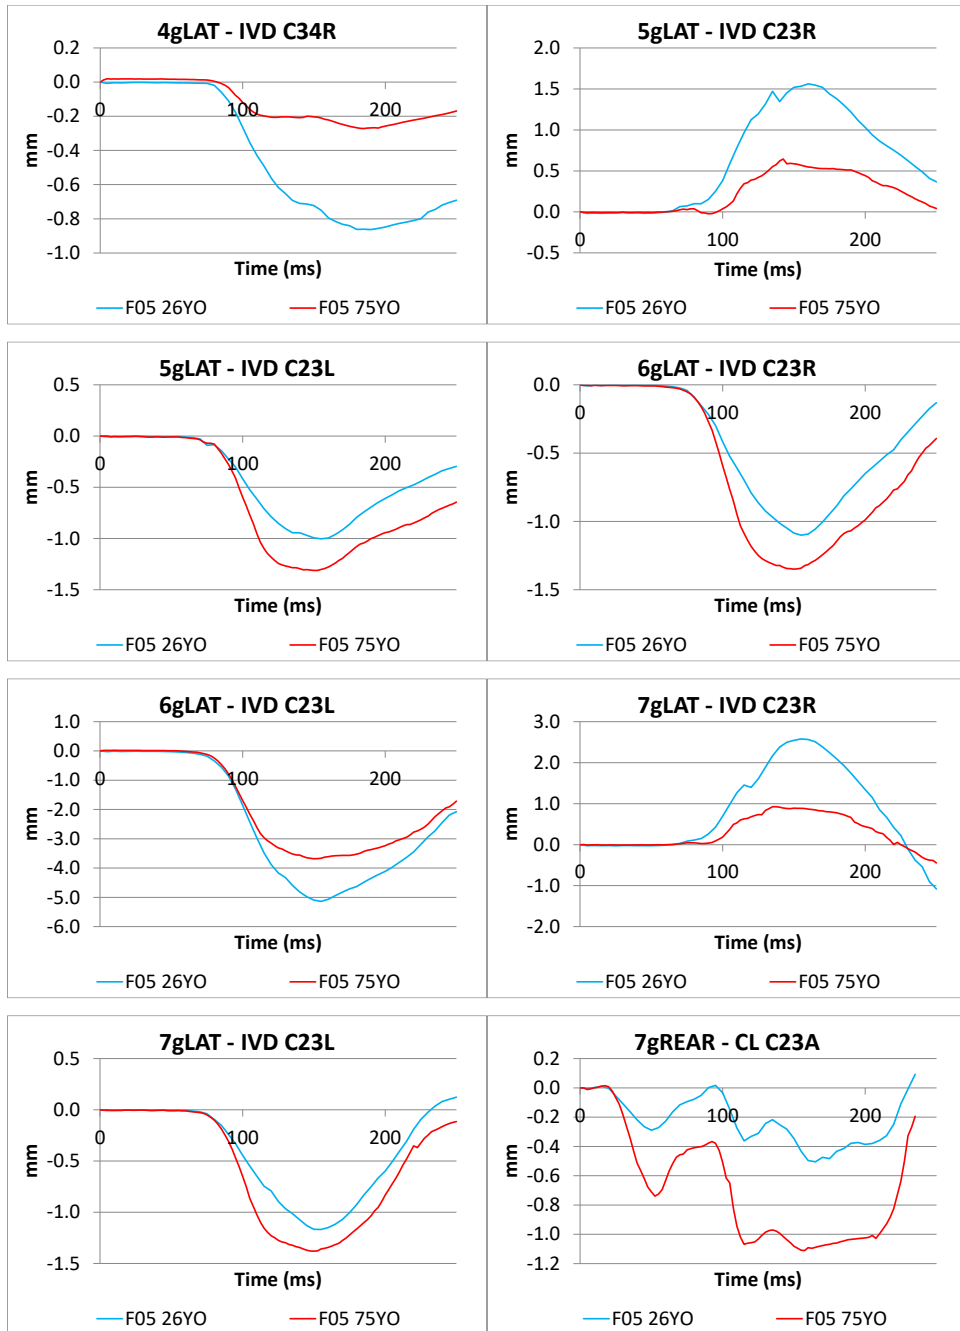 4gLAT - IVD C34R
0.2
0.0
-0.2
-0.4
-0.6
-0.8
-1.0
0 100 200
mm
Time (ms)
F05 26YO F05 75YO
5gLAT - IVD C23R
2.0
1.5
1.0
0.5
0.0
-0.5
0 100 200
mm
Time (ms)
F05 26YO F05 75YO
5gLAT - IVD C23L
0.5
0.0
-0.5
-1.0
-1.5
0 100 200
mm
Time (ms)
F05 26YO F05 75YO
6gLAT - IVD C23R
0.0
-0.5
-1.0
-1.5
0 100 200
mm
Time (ms)
F05 26YO F05 75YO
6gLAT - IVD C23L
1.0
0.0
-1.0
-2.0
-3.0
-4.0
-5.0
-6.0
0 100 200
mm
Time (ms)
F05 26YO F05 75YO
7gLAT - IVD C23R
3.0
2.0
1.0
0.0
-1.0
-2.0
0 100 200
mm
Time (ms)
F05 26YO F05 75YO
7gLAT - IVD C23L
0.5
0.0
-0.5
-1.0
-1.5
0 100 200
mm
Time (ms)
F05 26YO F05 75YO
7gREAR - CL C23A
0.2
0.0
-0.2
-0.4
-0.6
-0.8
-1.0
-1.2
0 100 200
mm
Time (ms)
F05 26YO F05 75YO